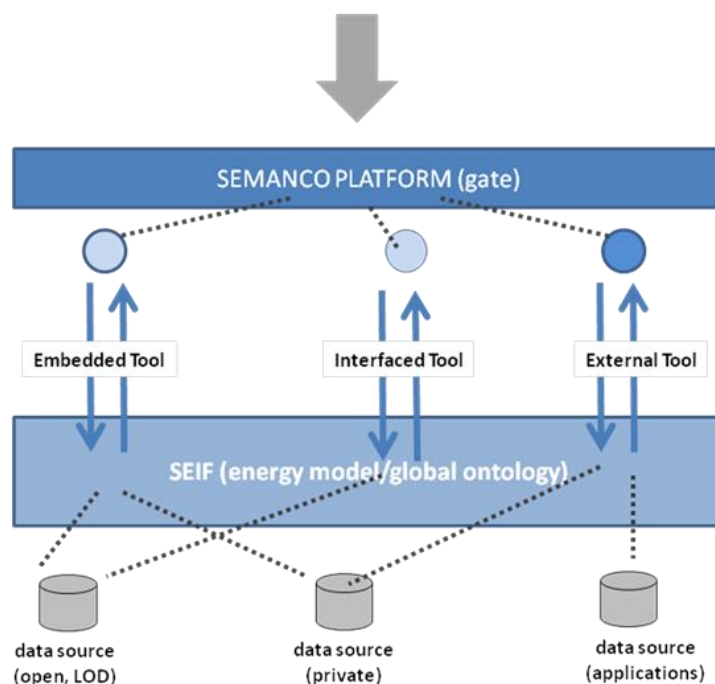 SEMANCO PLATFORM (gate)
Embedded Tool
Interfaced Tool
External Tool
SEIF (energy model/global ontology)
data source
(open, LOD)
data source
(private)
data source
(applications)